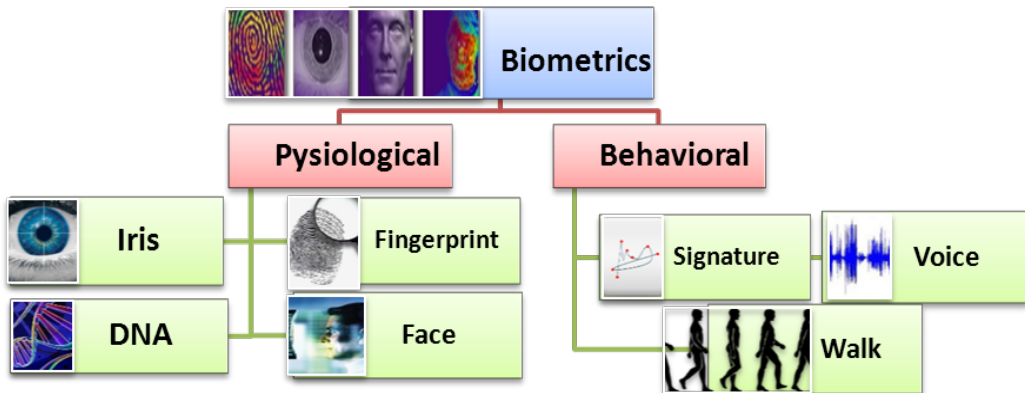 Biometrics
Pysiological
Behavioral
Iris
Fingerprint
Signature
Voice
DNA
Face
Walk